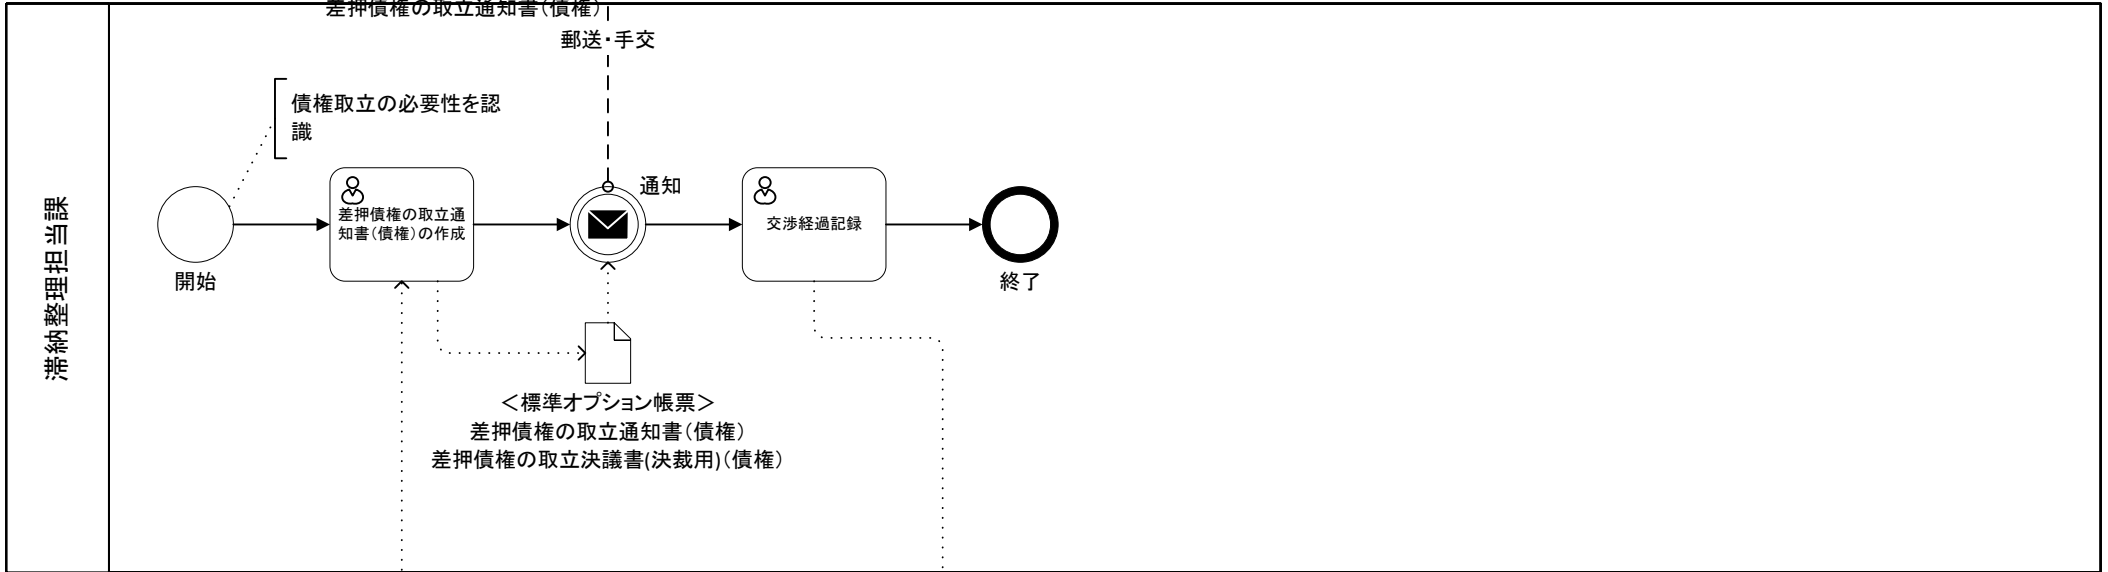 差押債権の取立通知書(債権)
郵送・手交
債権取立の必要性を認
識
滞納整理担当課
通知
差押債権の取立通
知書(債権)の作成
交渉経過記録
開始
終了
＜標準オプション帳票＞
差押債権の取立通知書(債権)
差押債権の取立決議書(決裁用)(債権)